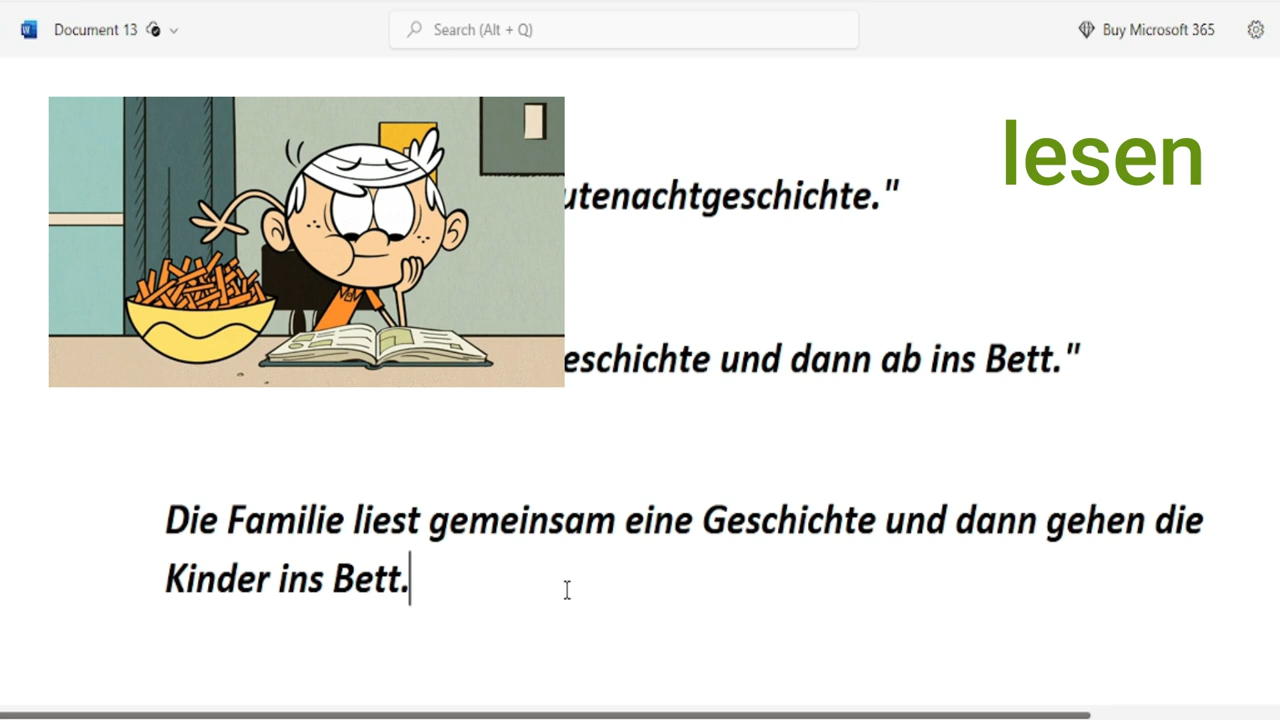 Document 13
Search (Alt + Q)
Buy Microsoft 365
lesen
utenachtgeschichte."
eschichte und dann ab ins Bett."
Die Familie liest gemeinsam eine Geschichte und dann gehen die
Kinder ins Bett.